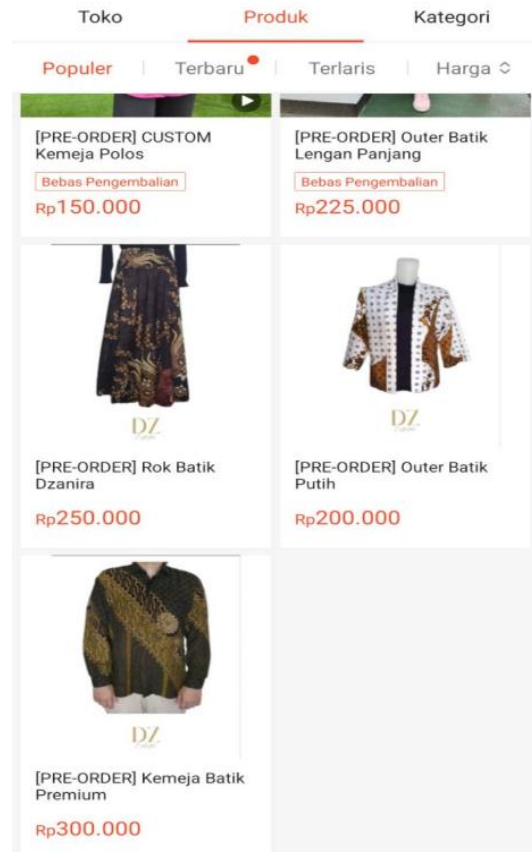 Toko
Produk
Kategori
Populer
Terbaru
Terlaris
Harga
[PRE-ORDER] CUSTOM
Kemeja Polos
Bebas Pengembalian
Rp150.000
[PRE-ORDER] Outer Batik
Lengan Panjang
Bebas Pengembalian
Rp225.000
DZ
[PRE-ORDER] Rok Batik
Dzanira
Rp250.000
DZ
[PRE-ORDER] Outer Batik
Putih
Rp200.000
DZ
[PRE-ORDER] Kemeja Batik
Premium
Rp300.000